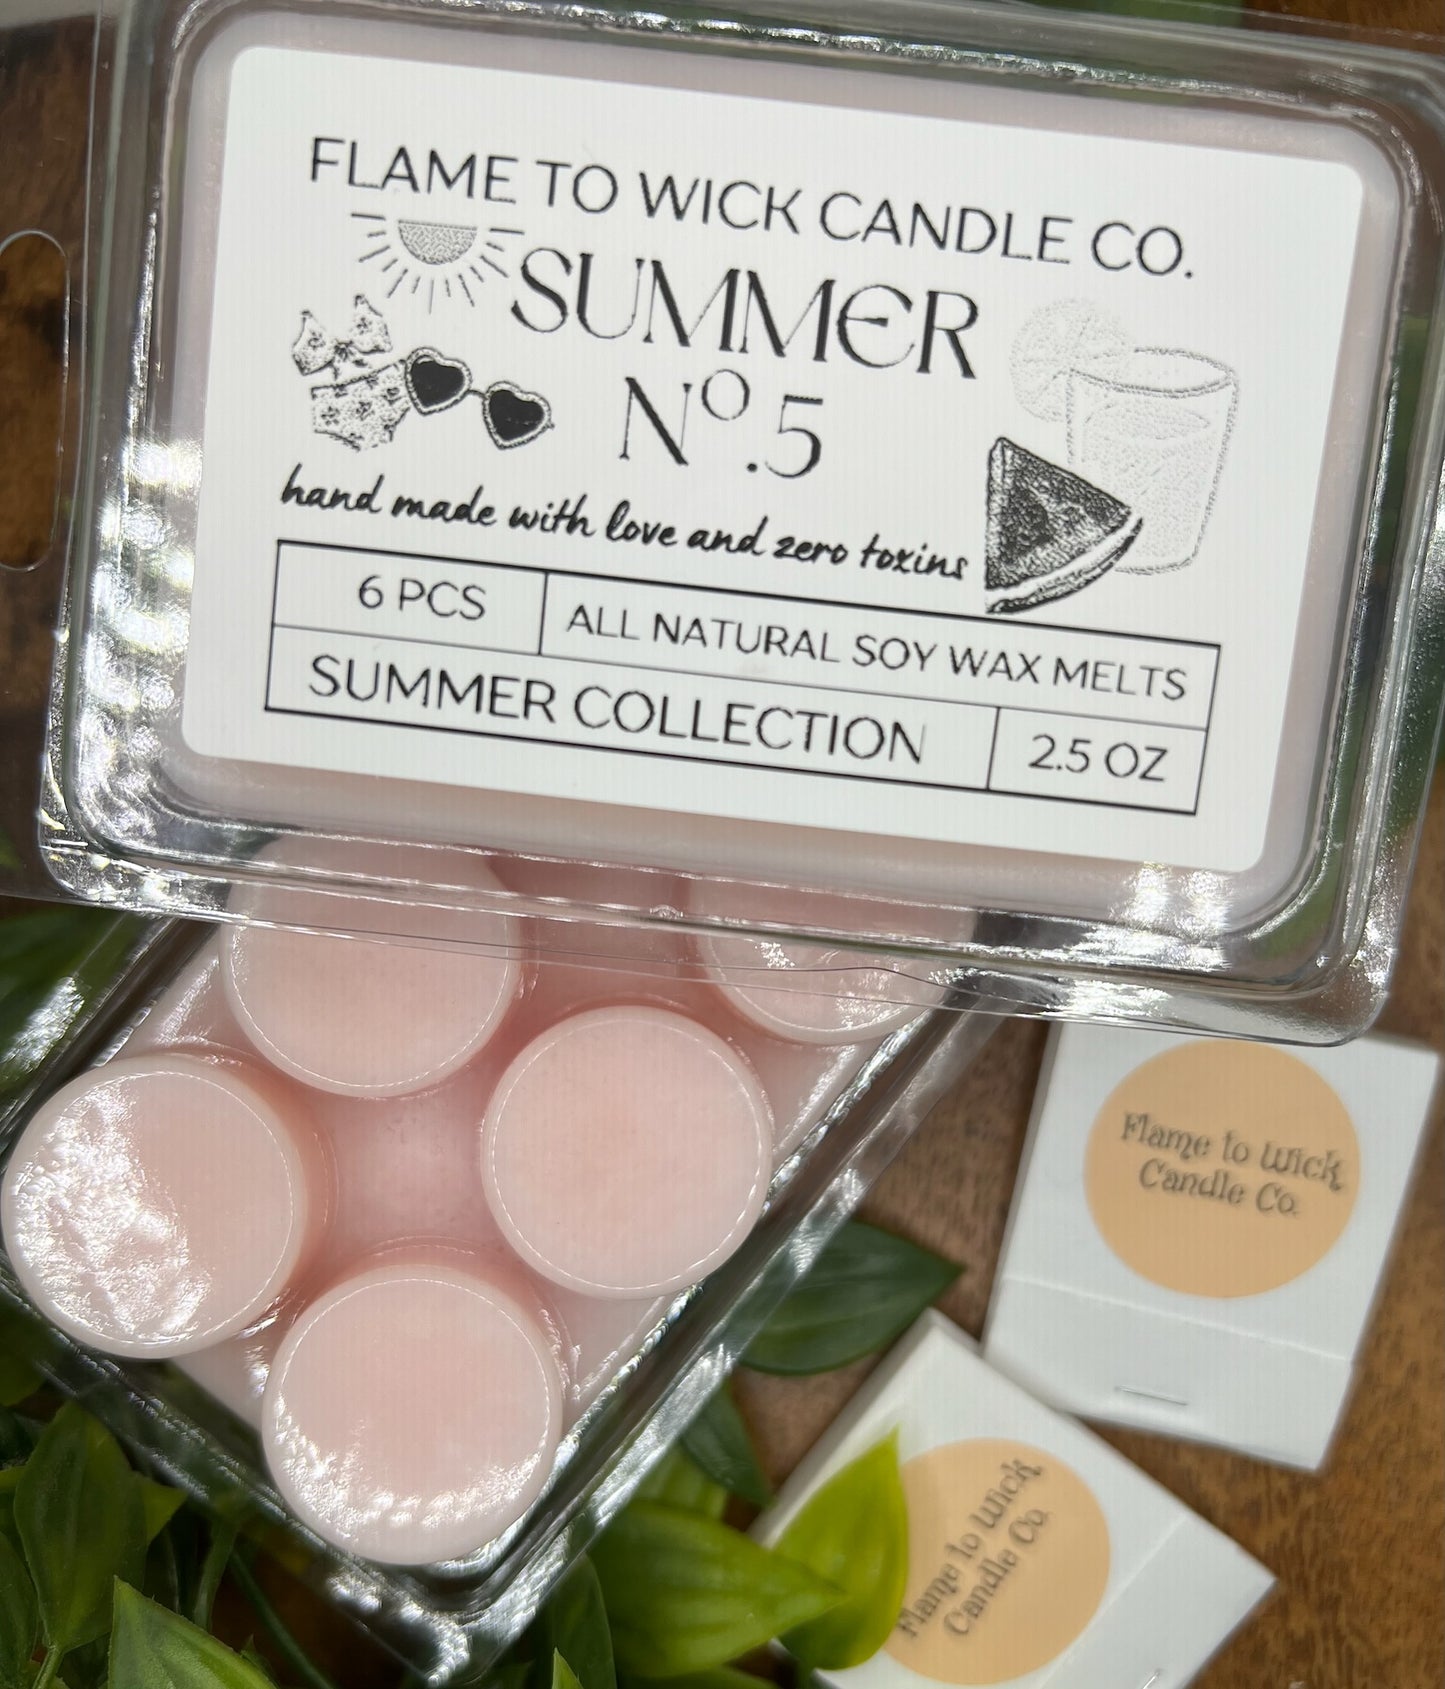 FLAME TO WICK CANDLE CO.
SUMMER
Nº.5
hand made with love and zero toxins
6 PCS
ALL NATURAL SOY WAX MELTS
SUMMER COLLECTION
2.5 OZ
Flame to Wick
Candle Co.
Flame to Wick
Candle Co.